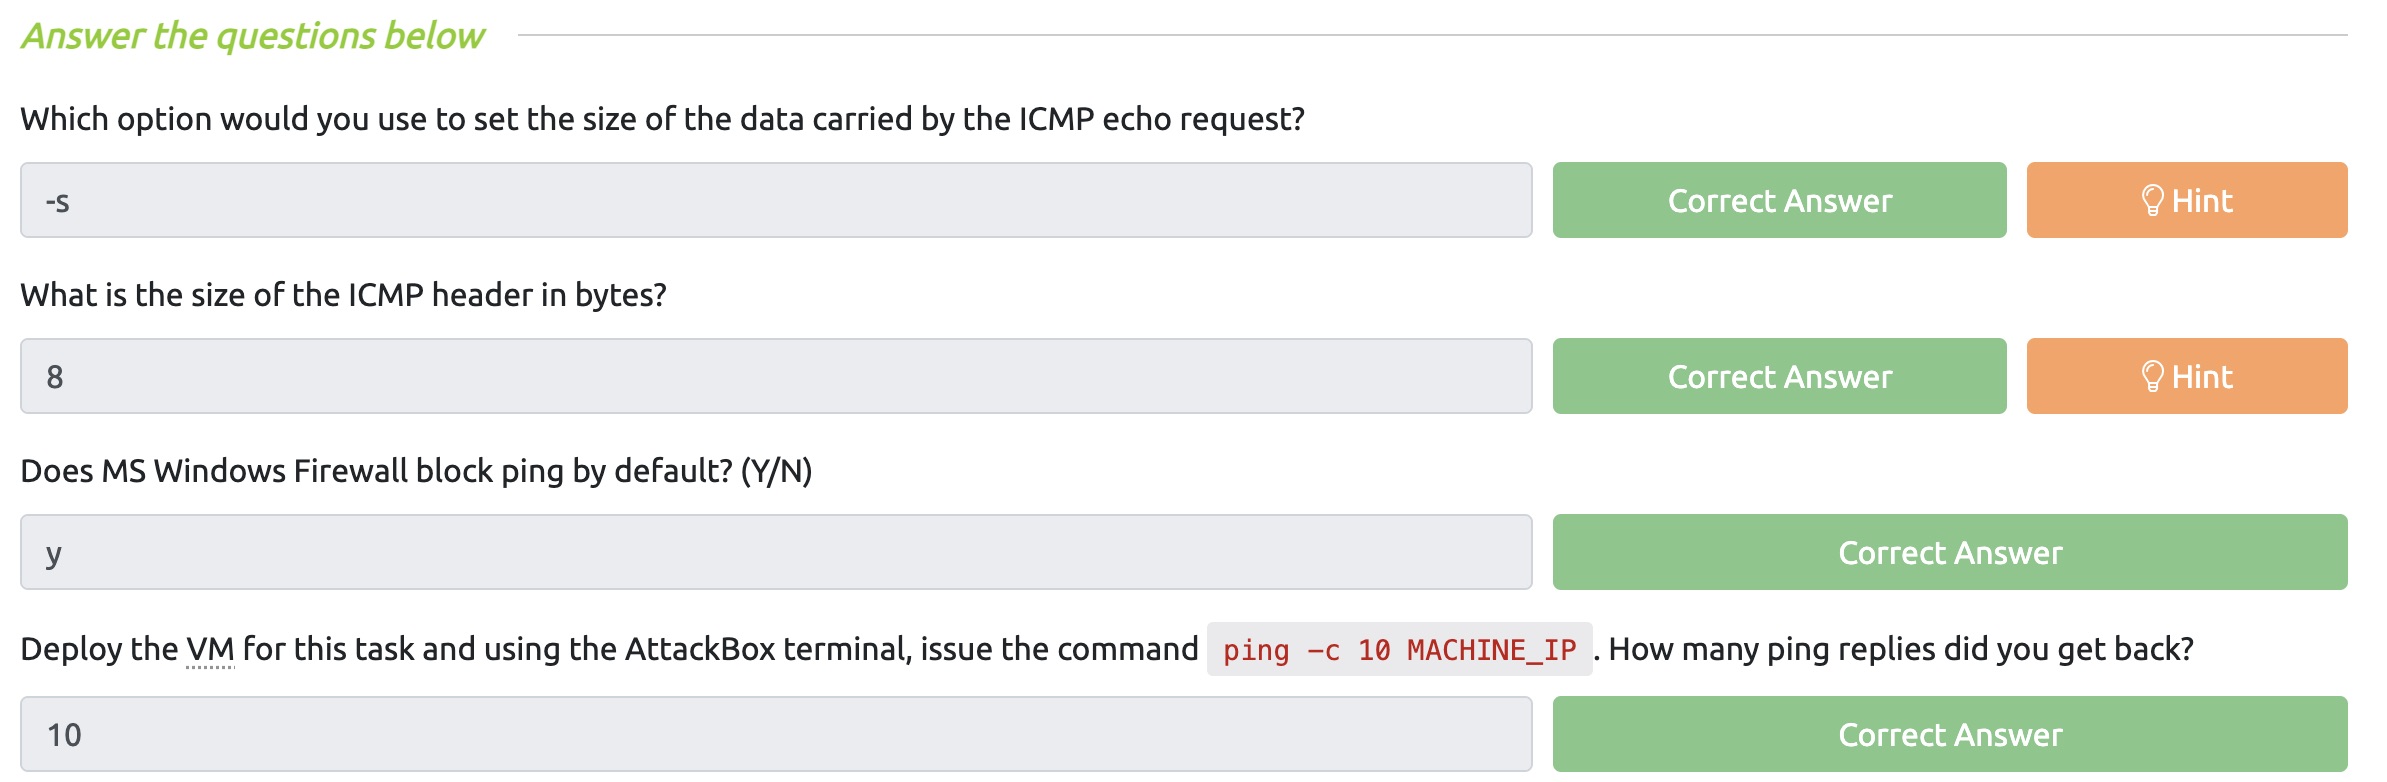 Answer the questions below
Which option would you use to set the size of the data carried by the ICMP echo request?
-s
Correct Answer
Hint
What is the size of the ICMP header in bytes?
8
Correct Answer
Hint
Does MS Windows Firewall block ping by default? (Y/N)
y
Correct Answer
Deploy the VM for this task and using the AttackBox terminal, issue the command ping -c 10 MACHINE_IP. How many ping replies did you get back?
10
Correct Answer